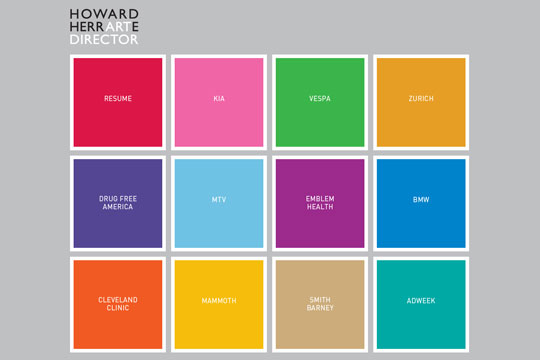 HOWARD
HERRARTE
DIRECTOR
RESUME
KIA
VESPA
ZURICH
DRUG FREE
AMERICA
MTV
EMBLEM
HEALTH
BMW
CLEVELAND
CLINIC
MAMMOTH
SMITH
BARNEY
ADWEEK